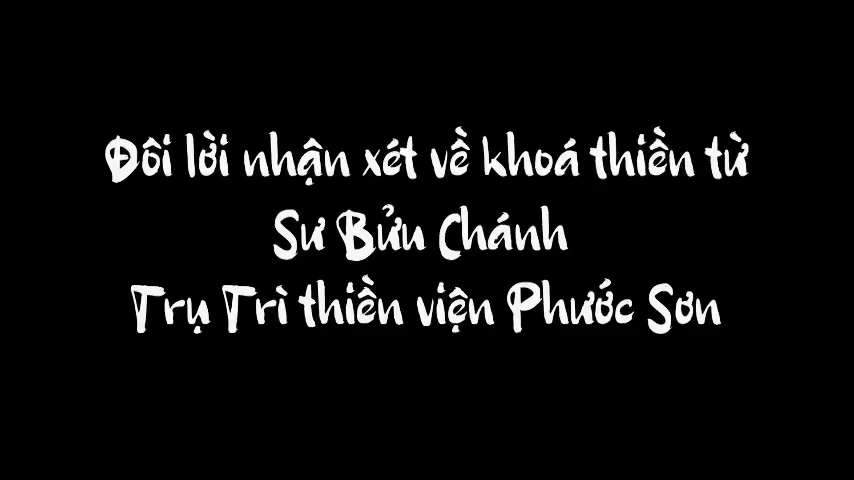 Đôi lời nhận xét về khoá thiền từ
Sư Bửu Chánh
Trụ Trì thiền viện Phước Sơn